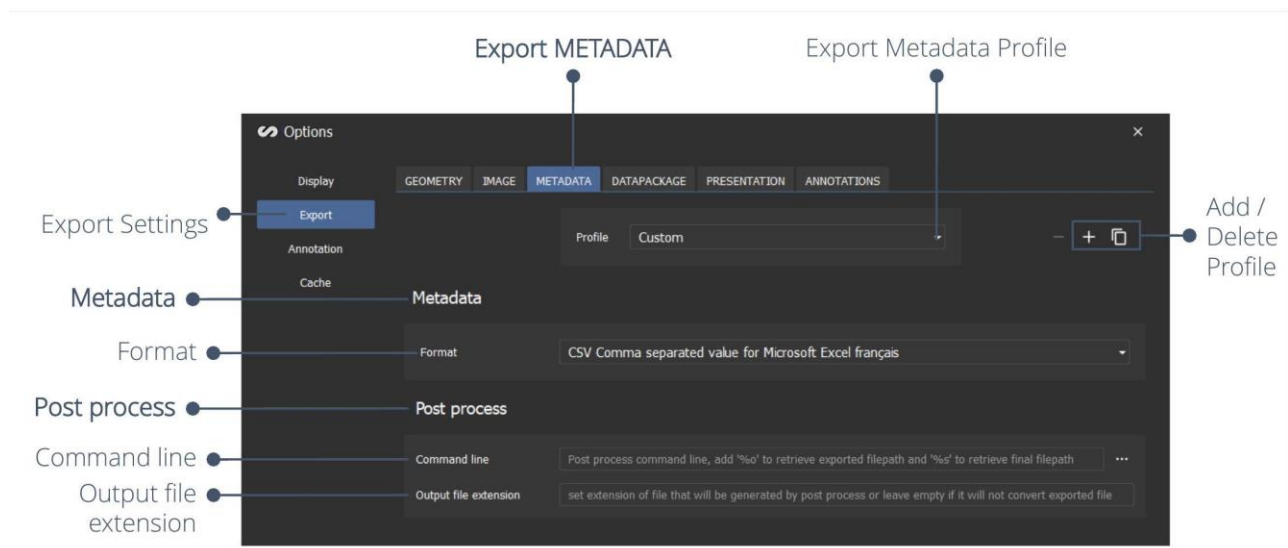 Export METADATA
Export Metadata Profile
Options
×
Display
GEOMETRY IMAGE METADATA DATAPACKAGE PRESENTATION ANNOTATIONS
Export Settings
Export
Profile Custom
– +
Add /
Delete
Profile
Annotation
Cache
Metadata
Metadata
Format
Format CSV Comma separated value for Microsoft Excel français
Post process
Post process
Command line
Command line Post process command line, add '%o' to retrieve exported filepath and '%s' to retrieve final filepath ...
Output file
extension
Output file extension set extension of file that will be generated by post process or leave empty if it will not convert exported file